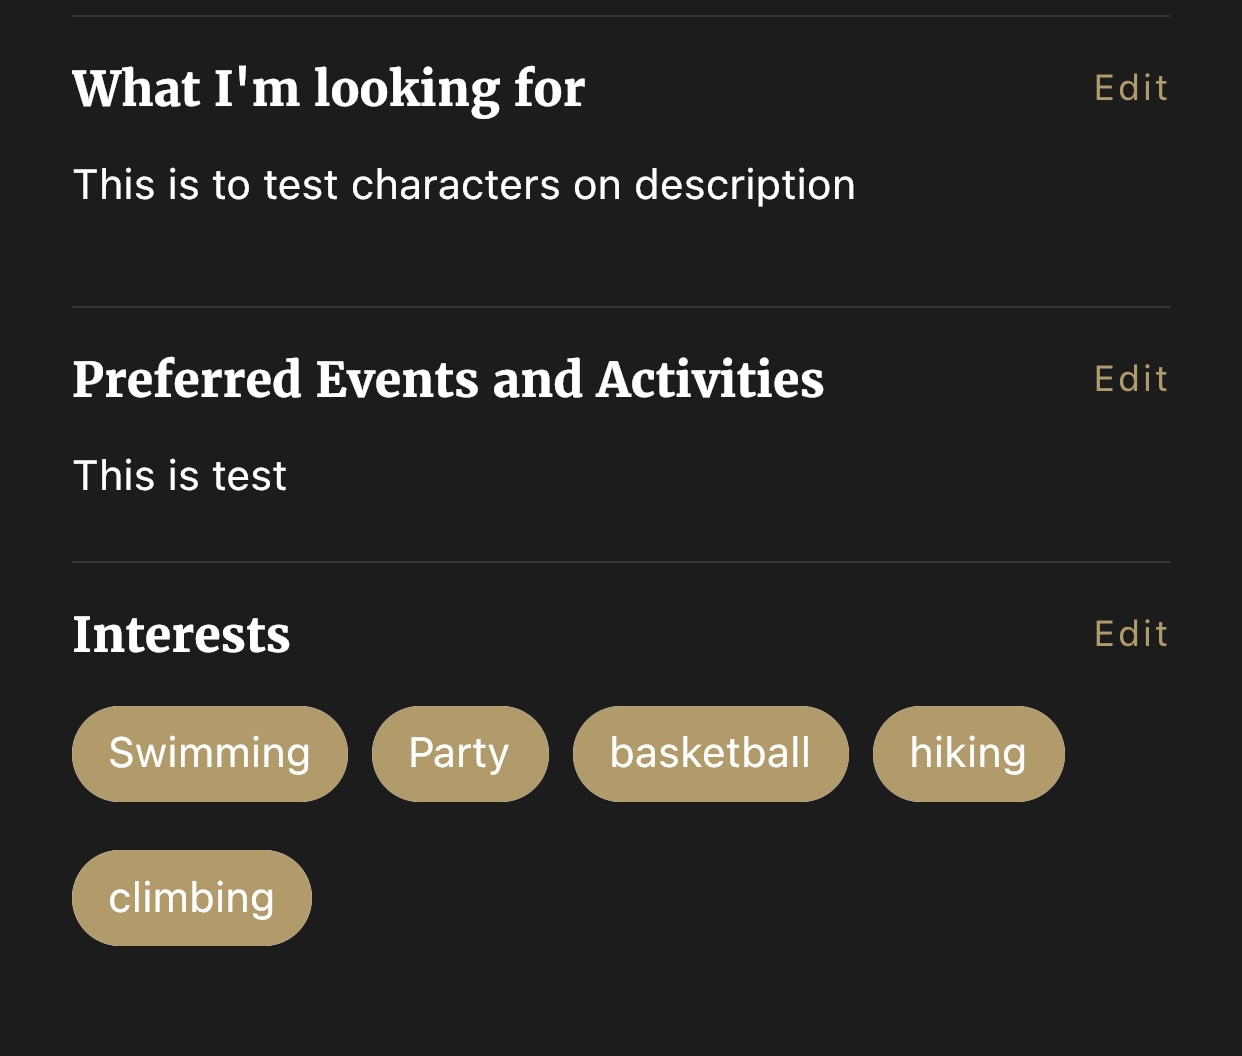 What I'm looking for
Edit
This is to test characters on description
Preferred Events and Activities
Edit
This is test
Interests
Edit
Swimming
Party
basketball
hiking
climbing